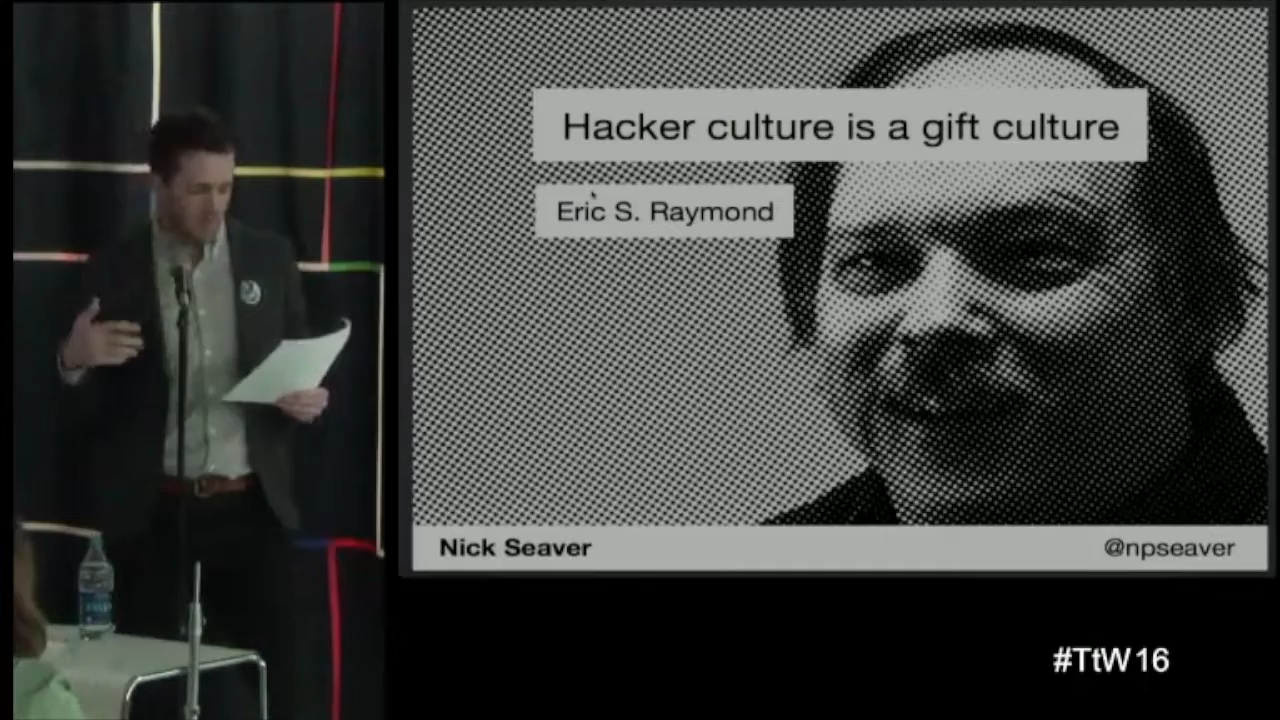 Hacker culture is a gift culture
Eric S. Raymond
Nick Seaver
@npseaver
#TtW16